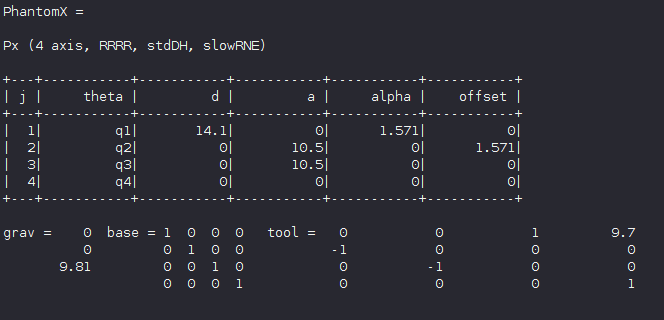 PhantomX =
Px (4 axis, RRRR, stdDH, slowRNE)
+---+-----------+-----------+-----------+-----------+-----------+
| j |     theta |         d |         a |     alpha |    offset |
+---+-----------+-----------+-----------+-----------+-----------+
|  1|         q1|       14.1|          0|      1.571|          0|
|  2|         q2|          0|       10.5|          0|      1.571|
|  3|         q3|          0|       10.5|          0|          0|
|  4|         q4|          0|          0|          0|          0|
+---+-----------+-----------+-----------+-----------+-----------+
grav =    0  base = 1  0  0  0   tool =   0           0           1         9.7
          0         0  1  0  0           -1           0           0           0
       9.81         0  0  1  0            0          -1           0           0
                    0  0  0  1            0           0           0           1